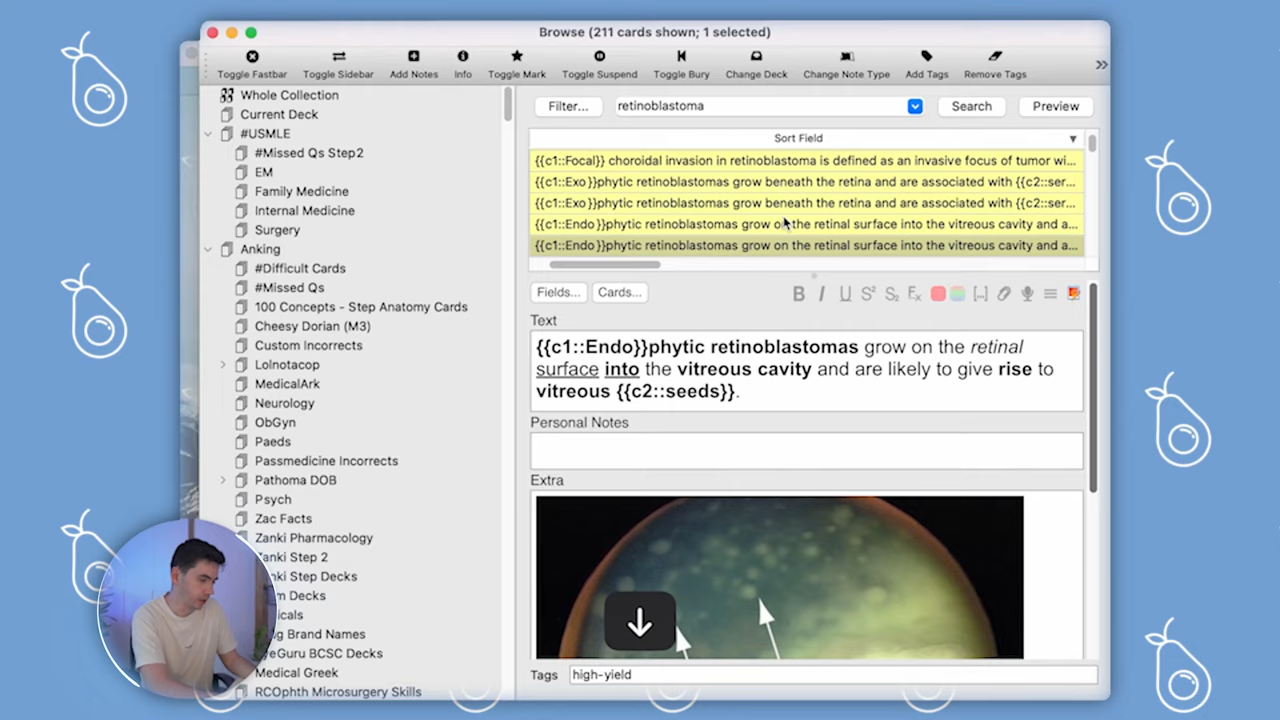 Browse (211 cards shown; 1 selected)
Toggle Fastbar Toggle Sidebar Add Notes Info Toggle Mark Toggle Suspend Toggle Bury Change Deck Change Note Type Add Tags Remove Tags
Whole Collection
Current Deck
#USMLE
#Missed Qs Step2
EM
Family Medicine
Internal Medicine
Surgery
Anking
#Difficult Cards
#Missed Qs
100 Concepts - Step Anatomy Cards
Cheesy Dorian (M3)
Custom Incorrects
Lolnotacop
MedicalArk
Neurology
ObGyn
Paeds
Passmedicine Incorrects
Pathoma DOB
Psych
Zac Facts
Zanki Pharmacology
Zanki Step 2
nki Step Decks
m Decks
icals
g Brand Names
eGuru BCSC Decks
Medical Greek
RCOphth Microsurgery Skills
Filter... retinoblastoma Search Preview
Sort Field
{{c1::Focal}} choroidal invasion in retinoblastoma is defined as an invasive focus of tumor wi...
{{c1::Exo}}phytic retinoblastomas grow beneath the retina and are associated with {{c2::ser...
{{c1::Exo}}phytic retinoblastomas grow beneath the retina and are associated with {{c2::ser...
{{c1::Endo}}phytic retinoblastomas grow on the retinal surface into the vitreous cavity and a...
{{c1::Endo}}phytic retinoblastomas grow on the retinal surface into the vitreous cavity and a...
Fields... Cards... B I U S² S₂ Fx [...]
Text
{{c1::Endo}}phytic retinoblastomas grow on the retinal
surface into the vitreous cavity and are likely to give rise to
vitreous {{c2::seeds}}.
Personal Notes
Extra
Tags high-yield